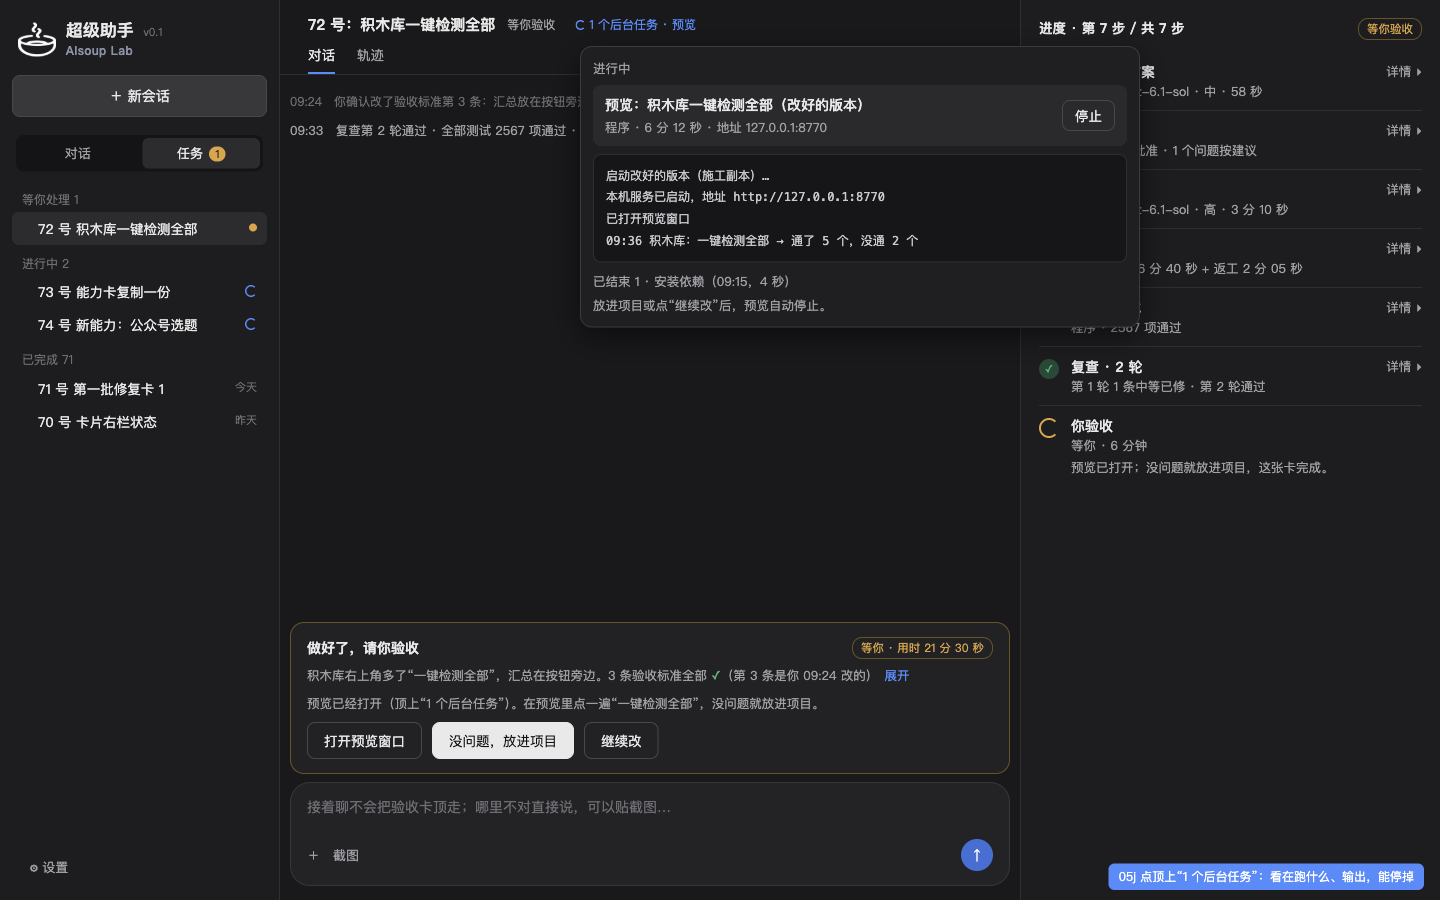 超级助手 v0.1
AIsoup Lab
+ 新会话
对话
任务 1
等你处理 1
72 号 积木库一键检测全部
进行中 2
73 号 能力卡复制一份
74 号 新能力：公众号选题
已完成 71
71 号 第一批修复卡 1 今天
70 号 卡片右栏状态 昨天
设置
72 号：积木库一键检测全部 等你验收 1 个后台任务 · 预览
对话 轨迹
09:24 你确认改了验收标准第 3 条：汇总放在按钮旁
09:33 复查第 2 轮通过 · 全部测试 2567 项通过 ·
进行中
预览：积木库一键检测全部（改好的版本）
程序 · 6 分 12 秒 · 地址 127.0.0.1:8770
停止
启动改好的版本（施工副本）…
本机服务已启动，地址 http://127.0.0.1:8770
已打开预览窗口
09:36 积木库：一键检测全部 → 通了 5 个，没通 2 个
已结束 1 · 安装依赖（09:15，4 秒）
放进项目或点“继续改”后，预览自动停止。
做好了，请你验收
等你 · 用时 21 分 30 秒
积木库右上角多了“一键检测全部”，汇总在按钮旁边。3 条验收标准全部 ✓（第 3 条是你 09:24 改的） 展开
预览已经打开（顶上“1 个后台任务”）。在预览里点一遍“一键检测全部”，没问题就放进项目。
打开预览窗口
没问题，放进项目
继续改
接着聊不会把验收卡顶走；哪里不对直接说，可以贴截图…
+ 截图
进度 · 第 7 步 / 共 7 步
等你验收
案 详情
-6.1-sol · 中 · 58 秒
详情
批准 · 1 个问题按建议
详情
-6.1-sol · 高 · 3 分 10 秒
详情
6 分 40 秒 + 返工 2 分 05 秒
详情
程序 · 2567 项通过
复查 · 2 轮 详情
第 1 轮 1 条中等已修 · 第 2 轮通过
你验收
等你 · 6 分钟
预览已打开；没问题就放进项目，这张卡完成。
05j 点顶上“1 个后台任务”：看在跑什么、输出，能停掉